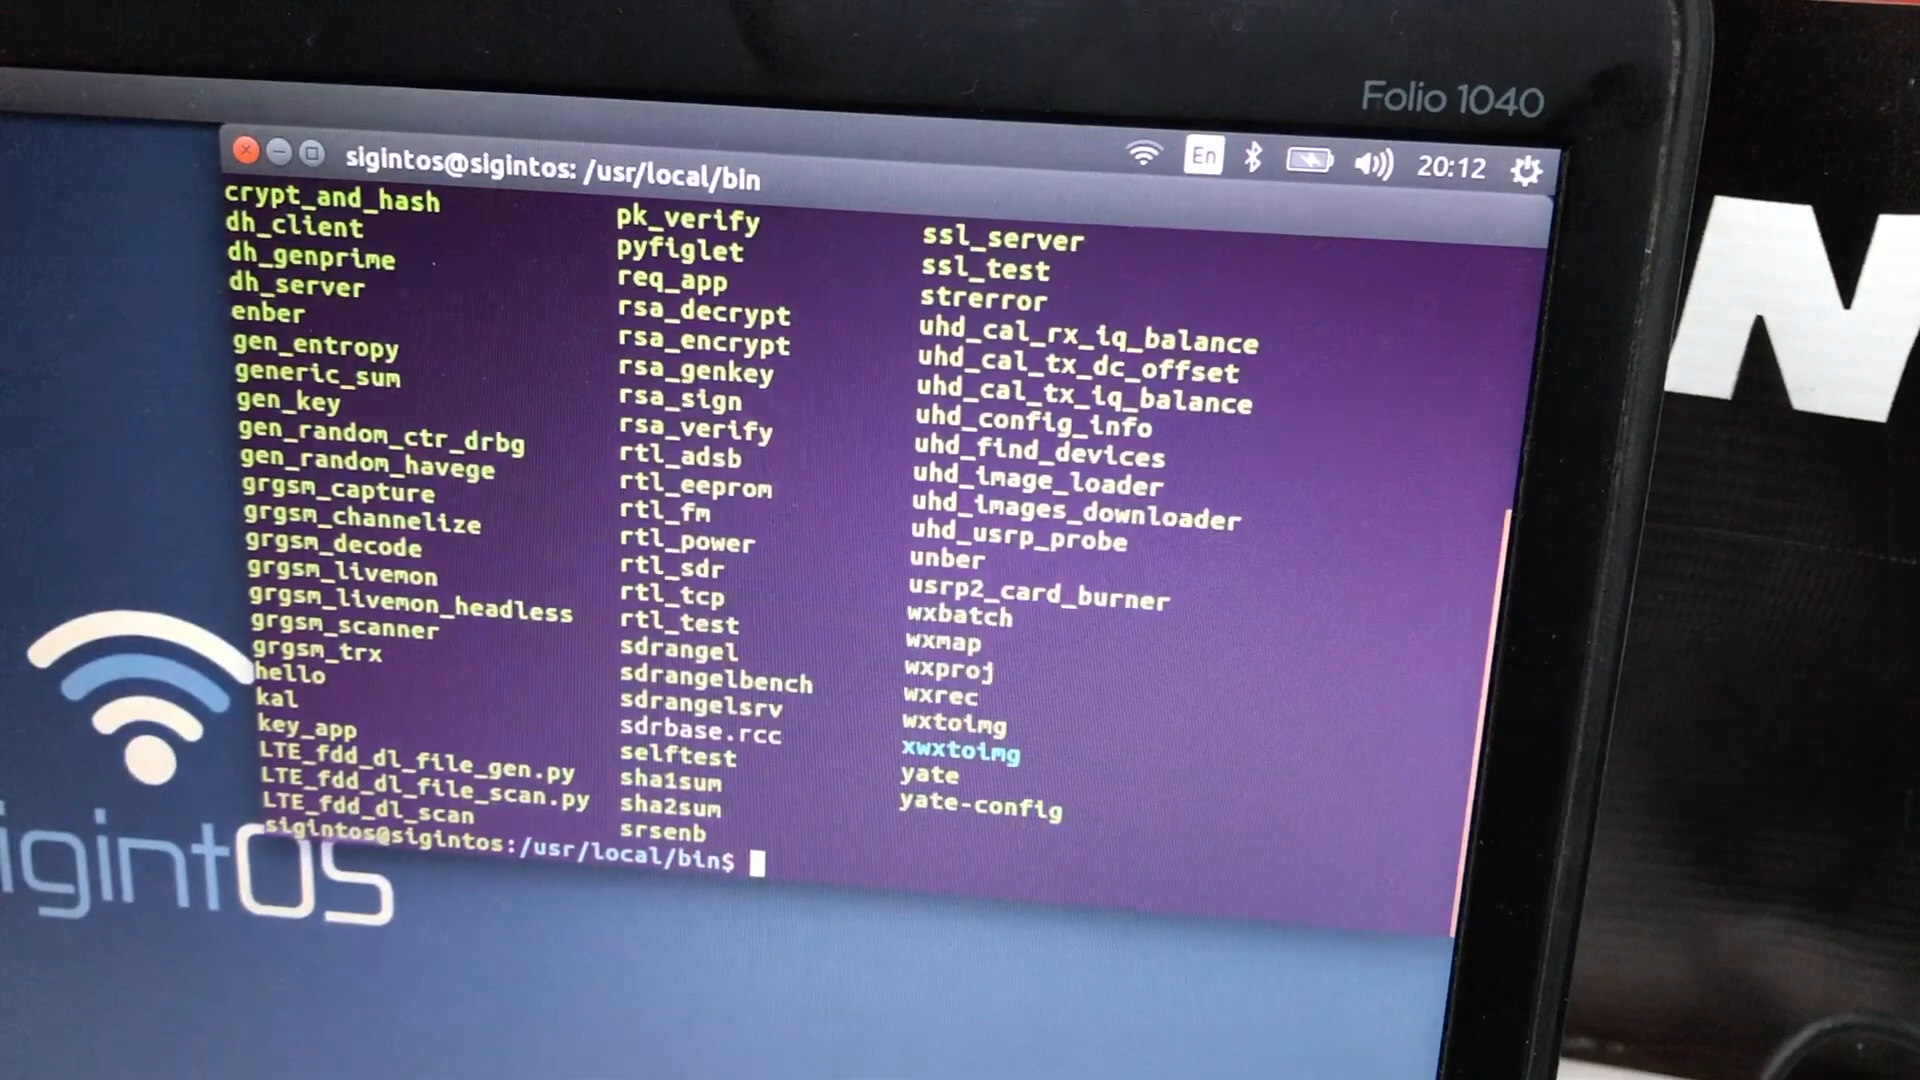 Folio 1040
sigintos@sigintos: /usr/local/bin
En
20:12
crypt_and_hash
dh_client
dh_genprime
dh_server
enber
gen_entropy
generic_sum
gen_key
gen_random_ctr_drbg
gen_random_havege
grgsm_capture
grgsm_channelize
grgsm_decode
grgsm_livemon
grgsm_livemon_headless
grgsm_scanner
grgsm_trx
hello
kal
key_app
LTE_fdd_dl_file_gen.py
LTE_fdd_dl_file_scan.py
LTE_fdd_dl_scan
pk_verify
pyfiglet
req_app
rsa_decrypt
rsa_encrypt
rsa_genkey
rsa_sign
rsa_verify
rtl_adsb
rtl_eeprom
rtl_fm
rtl_power
rtl_sdr
rtl_tcp
rtl_test
sdrangel
sdrangelbench
sdrangelsrv
sdrbase.rcc
selftest
sha1sum
sha2sum
srsenb
ssl_server
ssl_test
strerror
uhd_cal_rx_iq_balance
uhd_cal_tx_dc_offset
uhd_cal_tx_iq_balance
uhd_config_info
uhd_find_devices
uhd_image_loader
uhd_images_downloader
uhd_usrp_probe
unber
usrp2_card_burner
wxbatch
wxmap
wxproj
wxrec
wxtoimg
xwxtoimg
yate
yate-config
sigintos@sigintos:/usr/local/bin$
igintOS
N